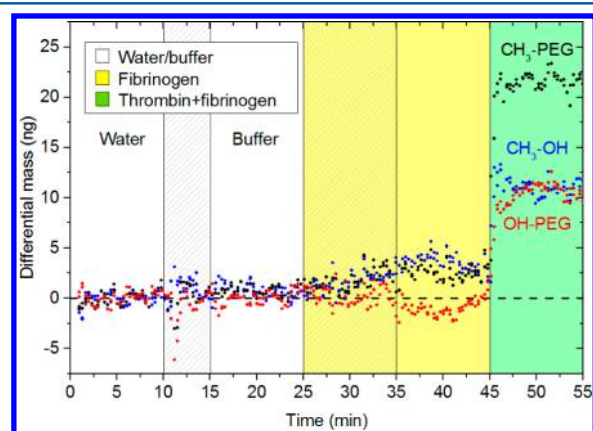 25
20
15
10
5
0
-5
Differential mass (ng)
Water/buffer
Fibrinogen
Thrombin+fibrinogen
Water
Buffer
CH₃-PEG
CH₃-OH
OH-PEG
0 5 10 15 20 25 30 35 40 45 50 55
Time (min)